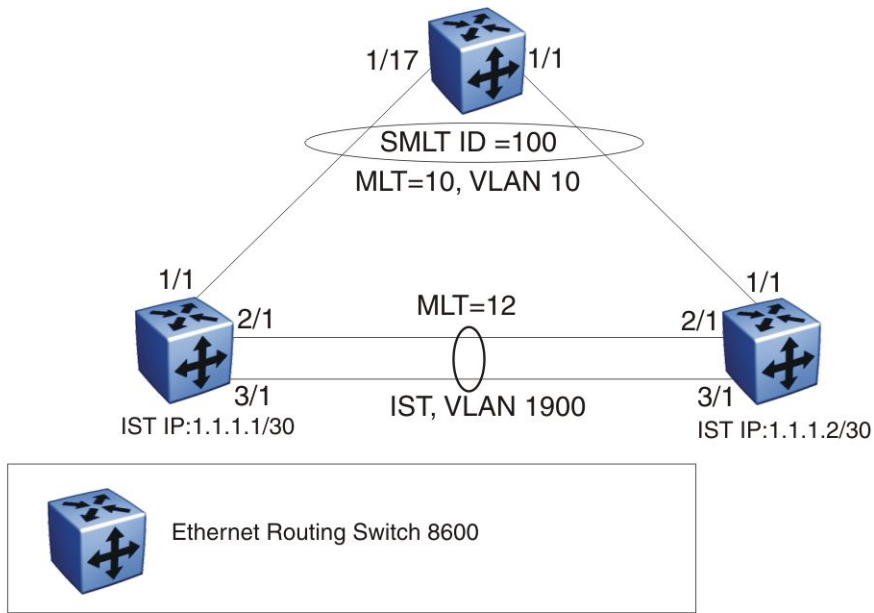 1/17
1/1
SMLT ID =100
MLT=10, VLAN 10
1/1
1/1
MLT=12
2/1
2/1
3/1
3/1
IST, VLAN 1900
IST IP:1.1.1.1/30
IST IP:1.1.1.2/30
Ethernet Routing Switch 8600